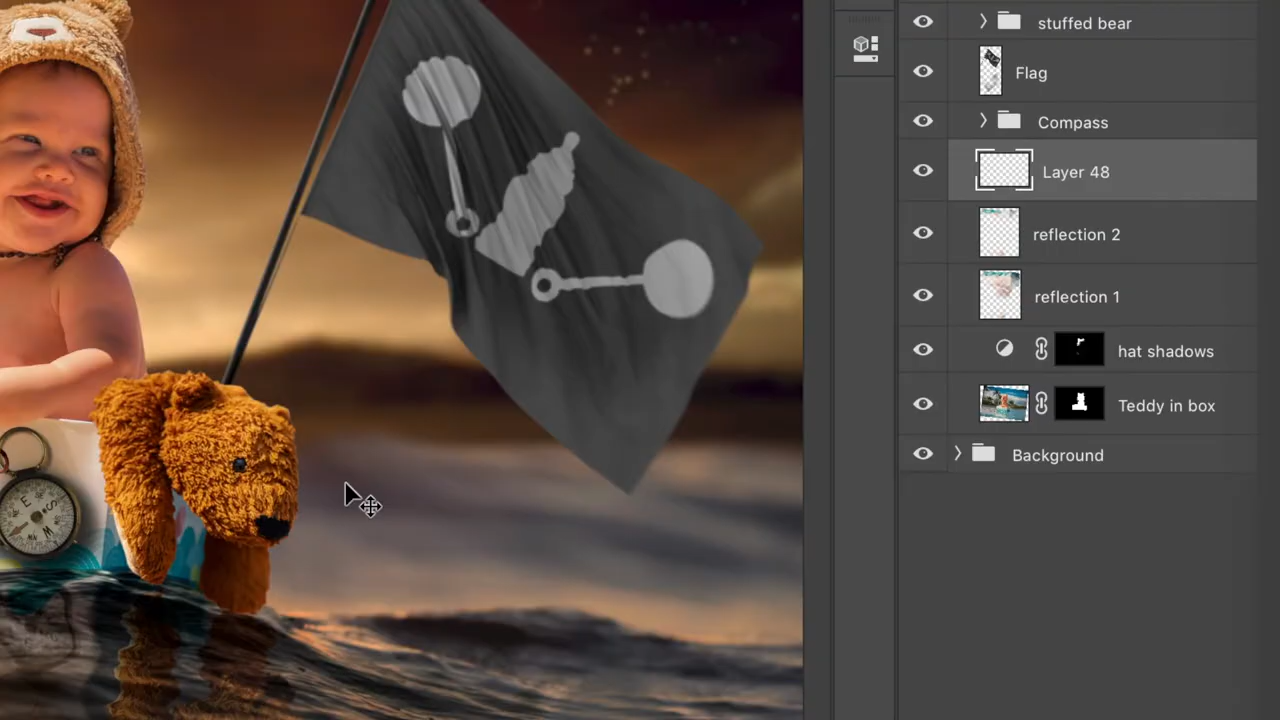 stuffed bear
Flag
Compass
Layer 48
reflection 2
reflection 1
hat shadows
Teddy in box
Background
E
S
W